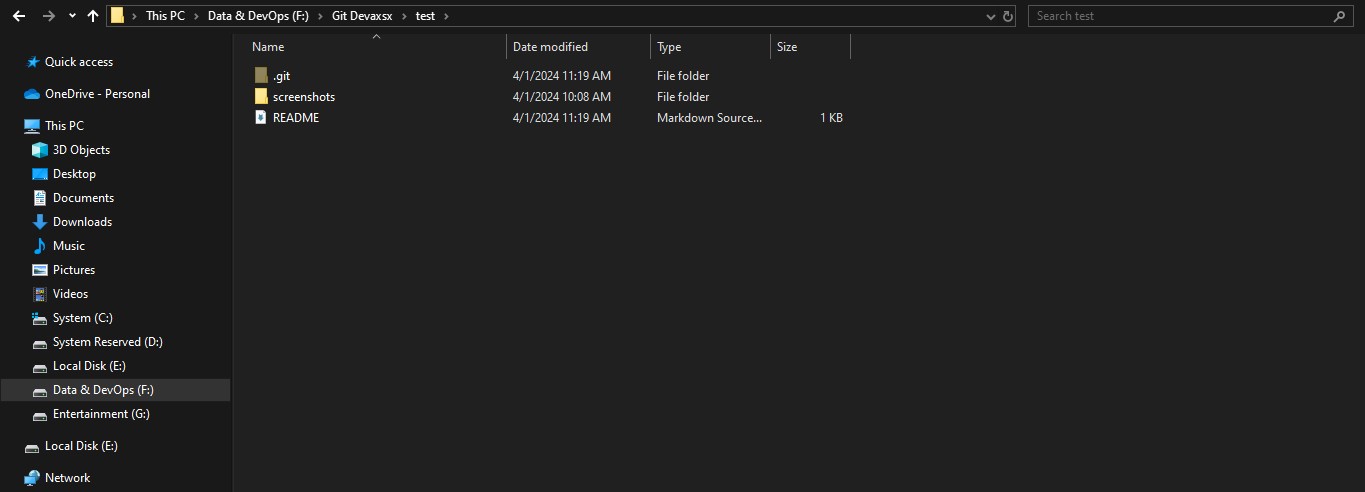 This PC Data & DevOps (F:) Git Devaxsx test
Search test
Quick access
OneDrive - Personal
This PC
3D Objects
Desktop
Documents
Downloads
Music
Pictures
Videos
System (C:)
System Reserved (D:)
Local Disk (E:)
Data & DevOps (F:)
Entertainment (G:)
Local Disk (E:)
Network
Name Date modified Type Size
.git 4/1/2024 11:19 AM File folder
screenshots 4/1/2024 10:08 AM File folder
README 4/1/2024 11:19 AM Markdown Source... 1 KB